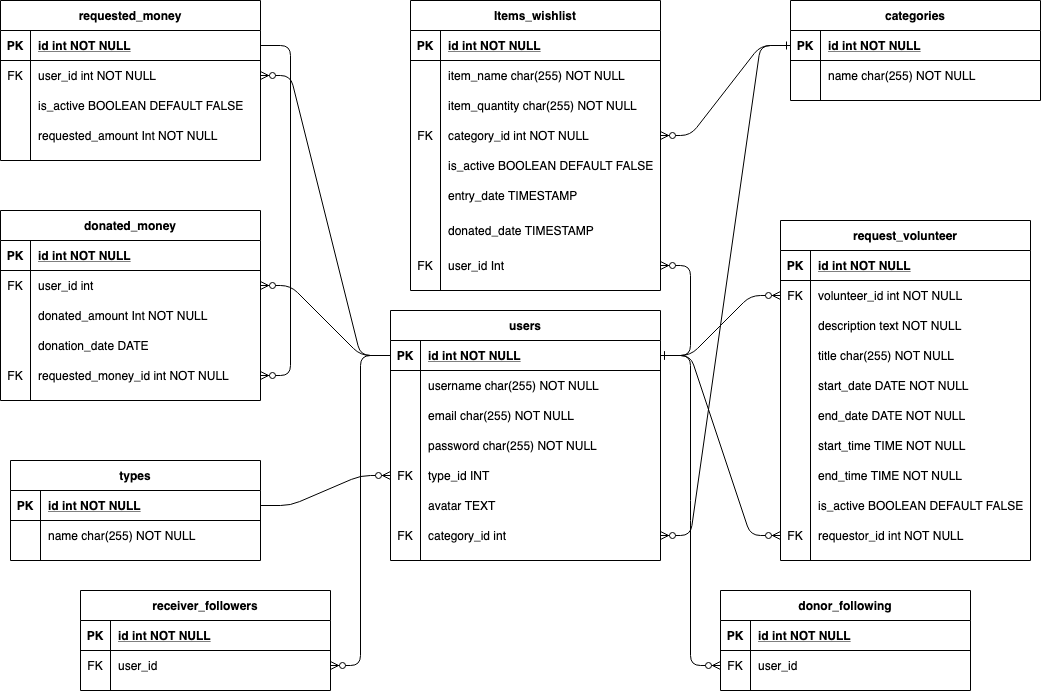 requested_money
PK id int NOT NULL
FK user_id int NOT NULL
is_active BOOLEAN DEFAULT FALSE
requested_amount Int NOT NULL
Items_wishlist
PK id int NOT NULL
item_name char(255) NOT NULL
item_quantity char(255) NOT NULL
FK category_id int NOT NULL
is_active BOOLEAN DEFAULT FALSE
entry_date TIMESTAMP
donated_date TIMESTAMP
FK user_id Int
categories
PK id int NOT NULL
name char(255) NOT NULL
donated_money
PK id int NOT NULL
FK user_id int
donated_amount Int NOT NULL
donation_date DATE
FK requested_money_id int NOT NULL
users
PK id int NOT NULL
username char(255) NOT NULL
email char(255) NOT NULL
password char(255) NOT NULL
FK type_id INT
avatar TEXT
FK category_id int
request_volunteer
PK id int NOT NULL
FK volunteer_id int NOT NULL
description text NOT NULL
title char(255) NOT NULL
start_date DATE NOT NULL
end_date DATE NOT NULL
start_time TIME NOT NULL
end_time TIME NOT NULL
is_active BOOLEAN DEFAULT FALSE
FK requestor_id int NOT NULL
types
PK id int NOT NULL
name char(255) NOT NULL
receiver_followers
PK id int NOT NULL
FK user_id
donor_following
PK id int NOT NULL
FK user_id